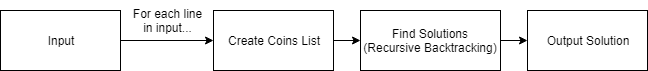 Input
For each line
in input...
Create Coins List
Find Solutions
(Recursive Backtracking)
Output Solution